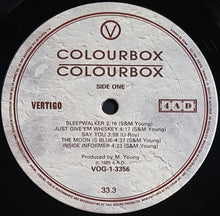 V
COLOURBOX
COLOURBOX
SIDE ONE
SLEEPWALKER 2:16 (S&M Young)
JUST GIVE 'EM WHISKEY 4:17 (S&M Young)
VERTIGO
SAY YOU 3:58 (U-Roy)
4AD
THE MOON IS BLUE 4:37 (S&M Young)
INSIDE INFORMER 4:23 (S&M Young)
Produced by M. Young
℗ 1985 4·A·D
VOG-1-3356
33.3